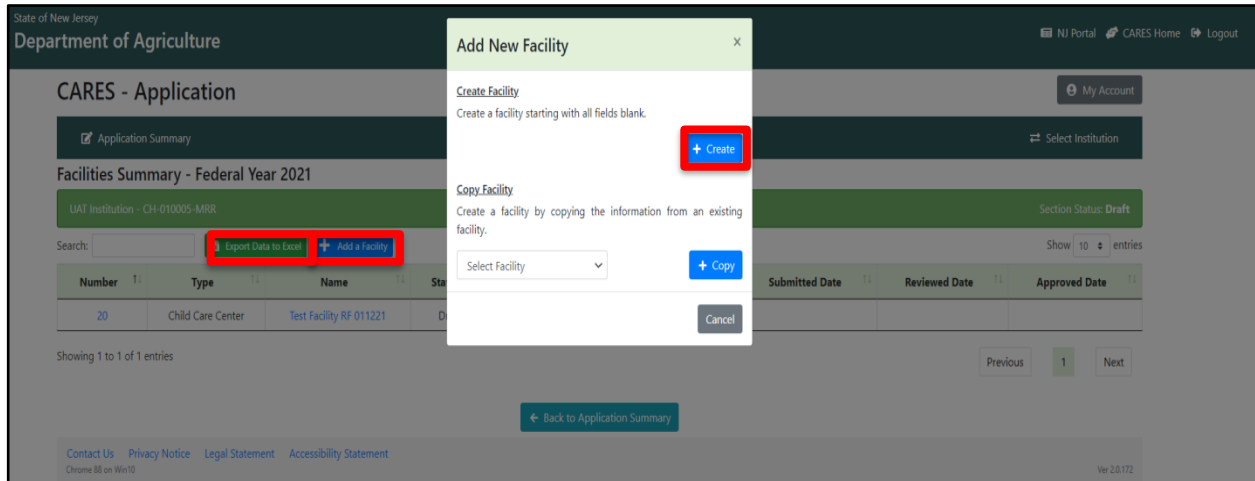 State of New Jersey
Department of Agriculture
NJ Portal CARES Home Logout
CARES - Application
My Account
Application Summary
Select Institution
Facilities Summary - Federal Year 2021
UAT Institution - CH-010005-MRR
Section Status: Draft
Search:
Export Data to Excel
Add a Facility
Show 10 entries
Number Type Name Submitted Date Reviewed Date Approved Date
20 Child Care Center Test Facility RF 011221
Showing 1 to 1 of 1 entries
Previous 1 Next
Back to Application Summary
Contact Us Privacy Notice Legal Statement Accessibility Statement
Chrome 88 on Win10
Ver 2.0.172
Add New Facility
x
Create Facility
Create a facility starting with all fields blank.
+ Create
Copy Facility
Create a facility by copying the information from an existing
facility.
Select Facility
+ Copy
Cancel